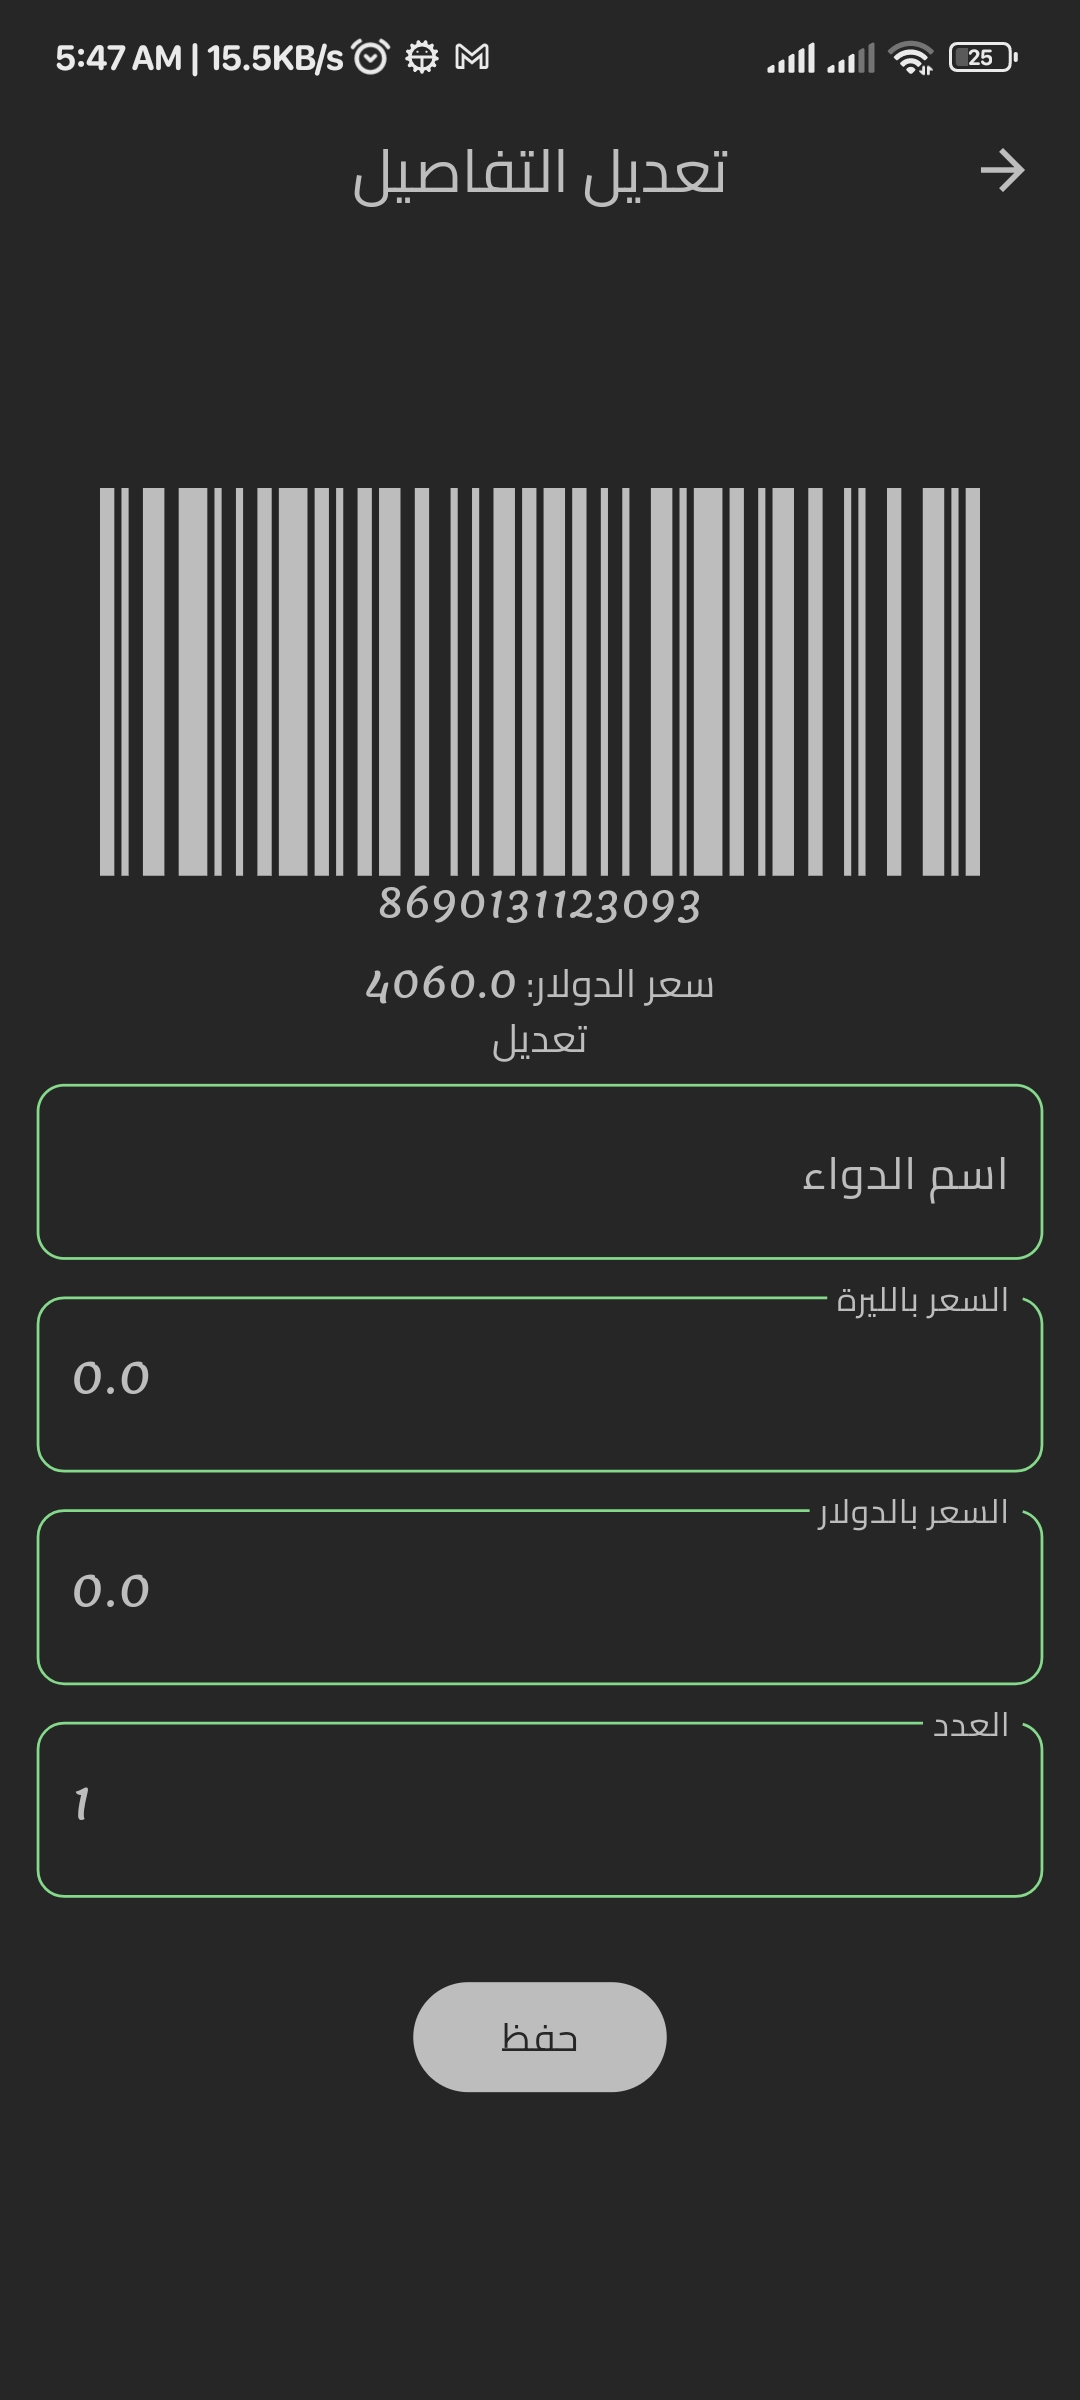 5:47 AM | 15.5KB/s
25
تعديل التفاصيل
8690131123093
سعر الدولار: 4060.0
تعديل
اسم الدواء
السعر بالليرة
0.0
السعر بالدولار
0.0
العدد
1
حفظ